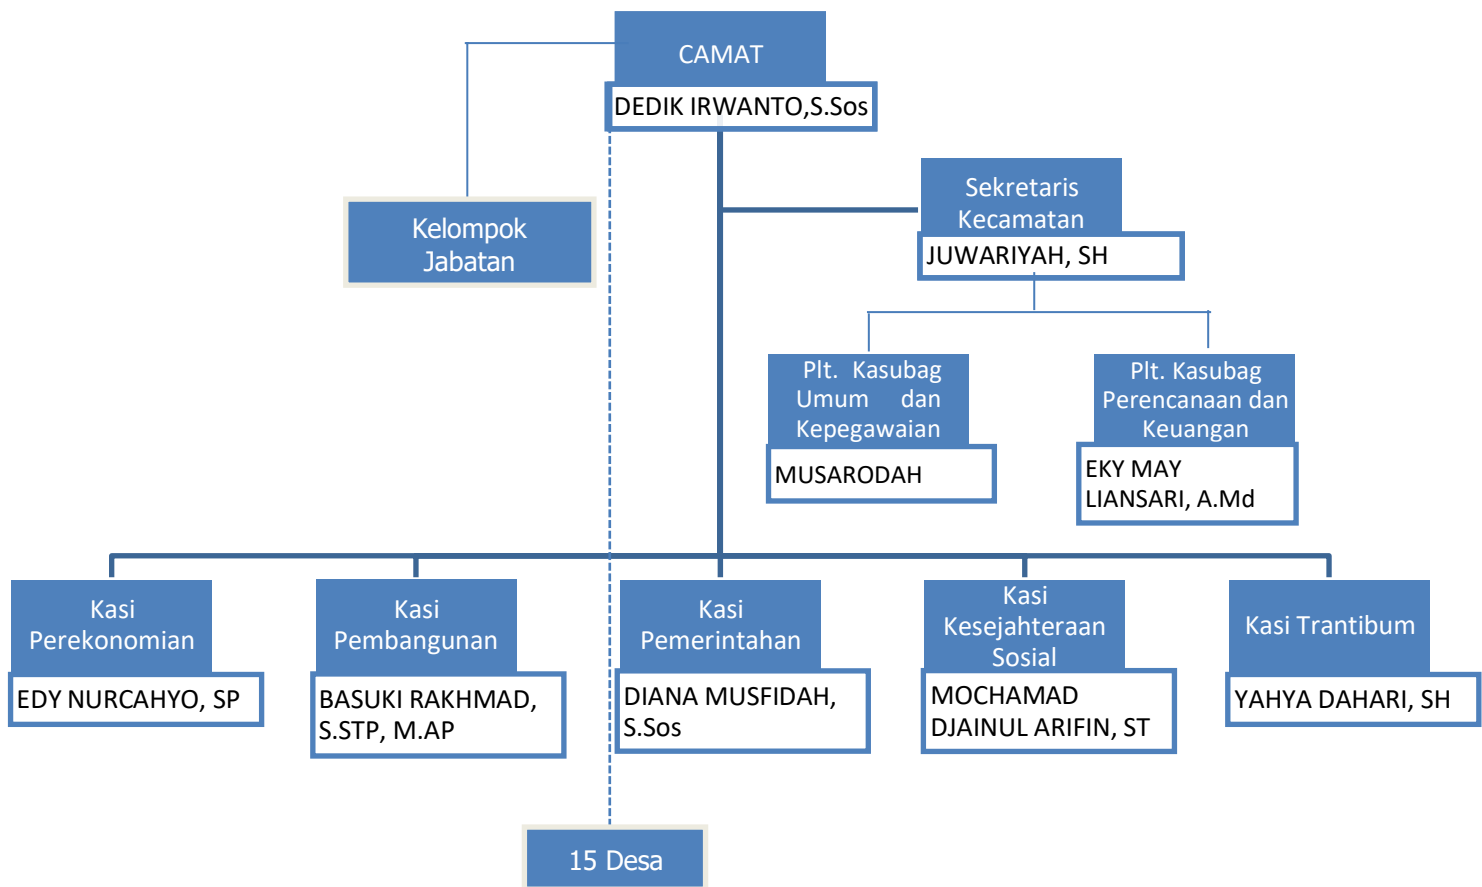 CAMAT
DEDIK IRWANTO,S.Sos
Kelompok
Jabatan
Sekretaris
Kecamatan
JUWARIYAH, SH
Plt. Kasubag
Umum dan
Kepegawaian
MUSARODAH
Plt. Kasubag
Perencanaan dan
Keuangan
EKY MAY
LIANSARI, A.Md
Kasi
Perekonomian
EDY NURCAHYO, SP
Kasi
Pembangunan
BASUKI RAKHMAD,
S.STP, M.AP
Kasi
Pemerintahan
DIANA MUSFIDAH,
S.Sos
Kasi
Kesejahteraan
Sosial
MOCHAMAD
DJAINUL ARIFIN, ST
Kasi Trantibum
YAHYA DAHARI, SH
15 Desa